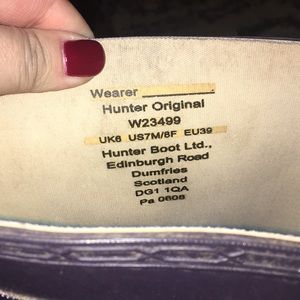 Wearer
Hunter Original
W23499
UK6 US7M/8F EU39
Hunter Boot Ltd.,
Edinburgh Road
Dumfries
Scotland
DG1 1QA
Pa 0608